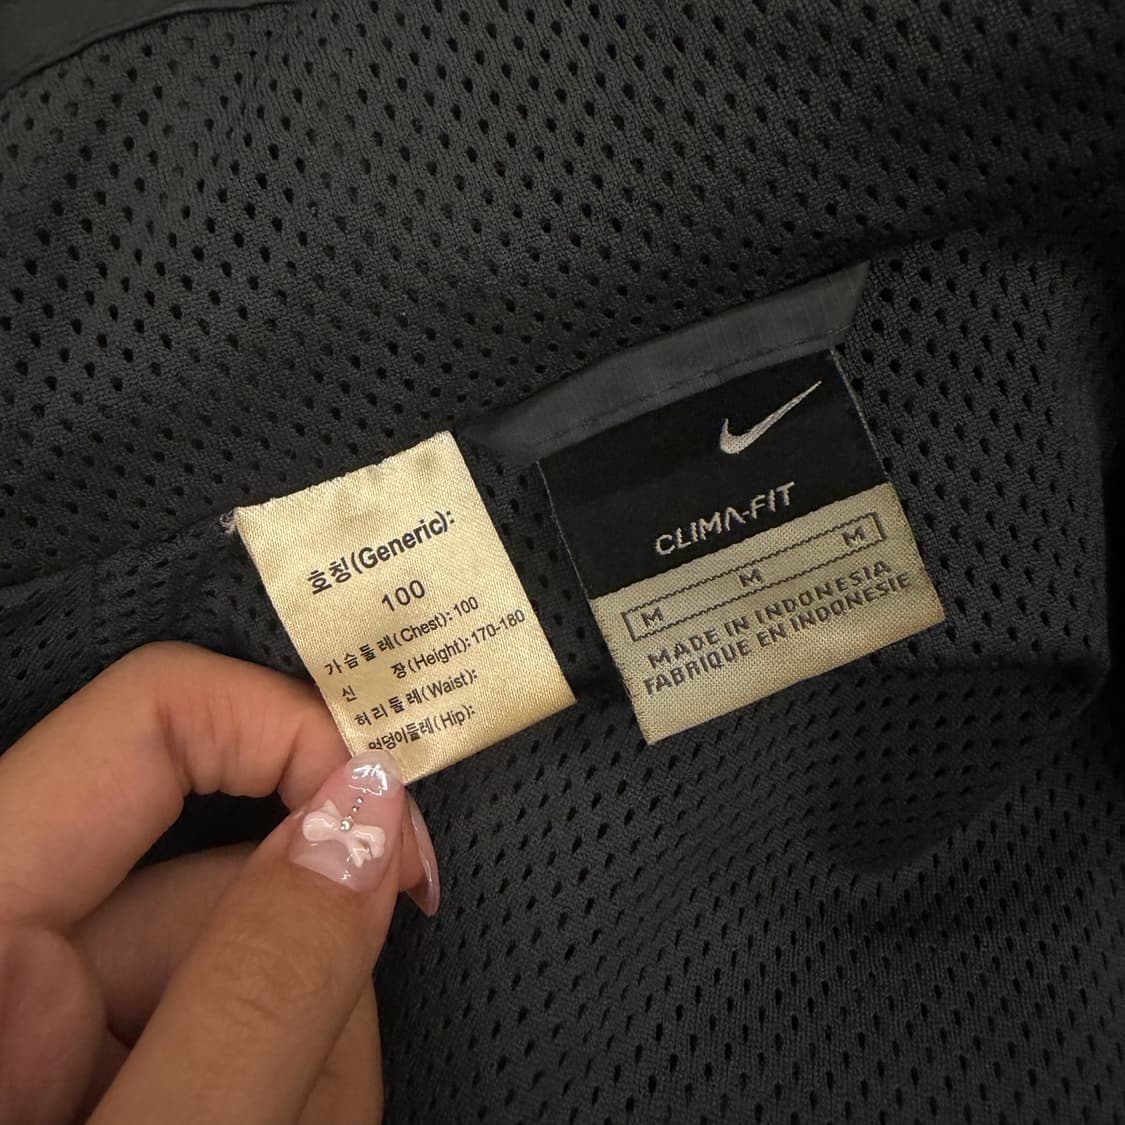 호칭(Generic):
100
가슴둘레(Chest): 100
신 장(Height): 170-180
허리둘레(Waist):
엉덩이둘레(Hip):
CLIMA-FIT
M M M
MADE IN INDONESIA
FABRIQUE EN INDONESIE